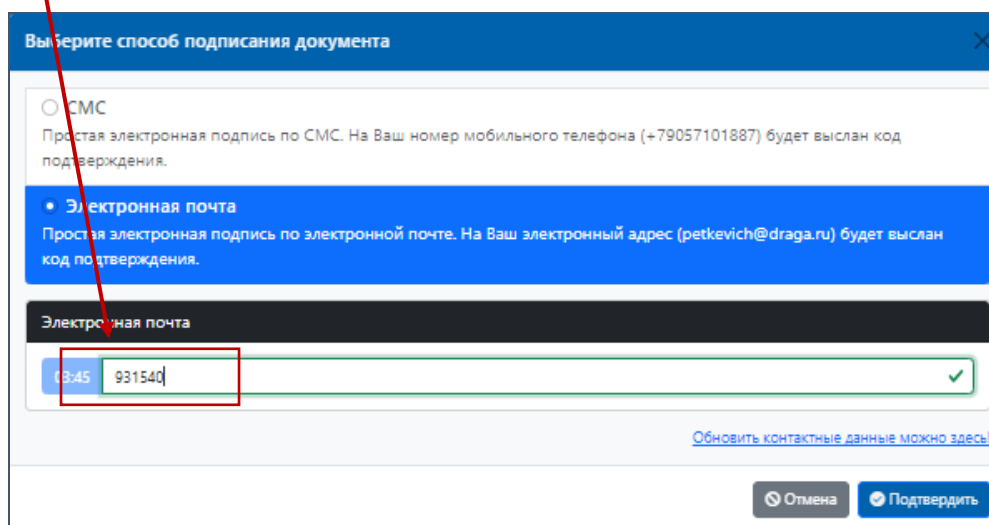 Выберите способ подписания документа
СМС
Простая электронная подпись по СМС. На Ваш номер мобильного телефона (+79057101887) будет выслан код
подтверждения.
Электронная почта
Простая электронная подпись по электронной почте. На Ваш электронный адрес (petkevich@draga.ru) будет выслан
код подтверждения.
Электронная почта
03:45 931540
Обновить контактные данные можно здесь!
Отмена Подтвердить